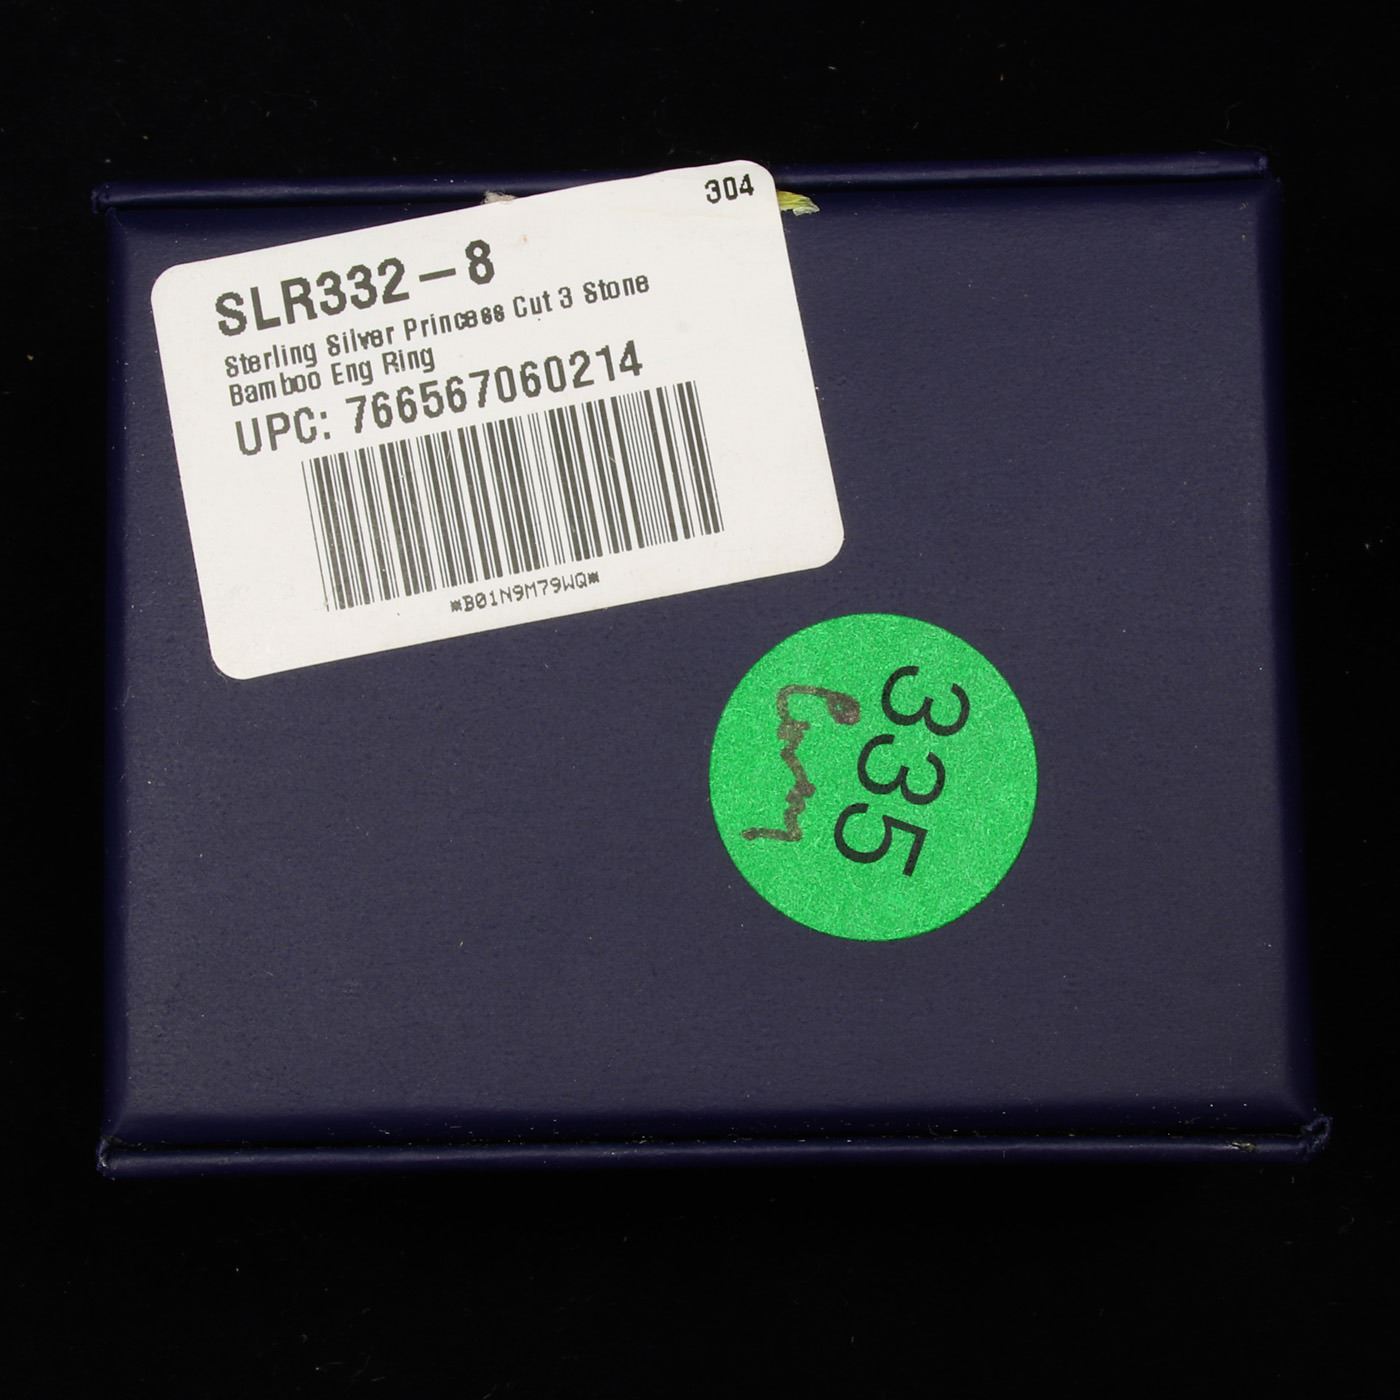 304
SLR332-8
Sterling Silver Princess Cut 3 Stone
Bamboo Eng Ring
UPC: 766567060214
*B01N9M79WQ*
335